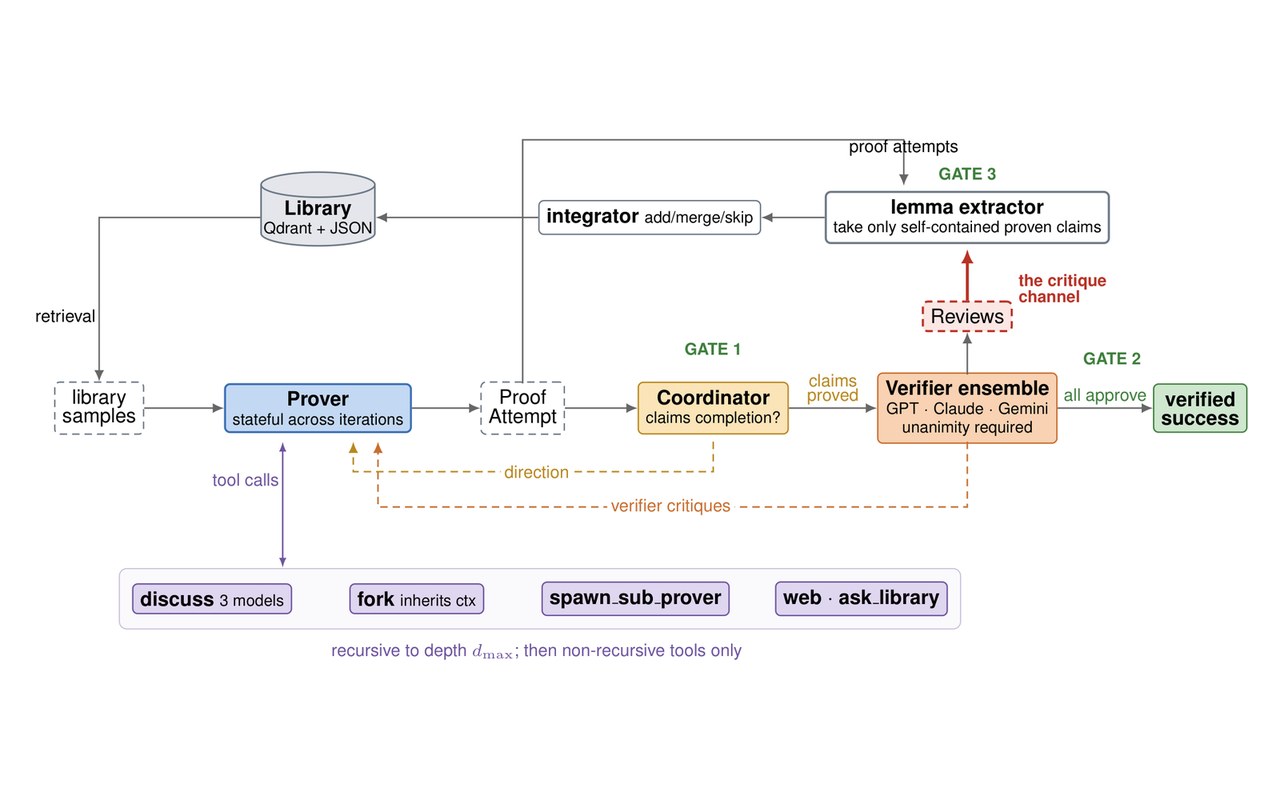 proof attempts
GATE 3
Library
Qdrant + JSON
integrator add/merge/skip
lemma extractor
take only self-contained proven claims
the critique
channel
retrieval
Reviews
GATE 1
GATE 2
library
samples
Prover
stateful across iterations
Proof
Attempt
Coordinator
claims completion?
claims
proved
Verifier ensemble
GPT · Claude · Gemini
unanimity required
all approve
verified
success
direction
tool calls
verifier critiques
discuss 3 models
fork inherits ctx
spawn_sub_prover
web · ask_library
recursive to depth d_max; then non-recursive tools only